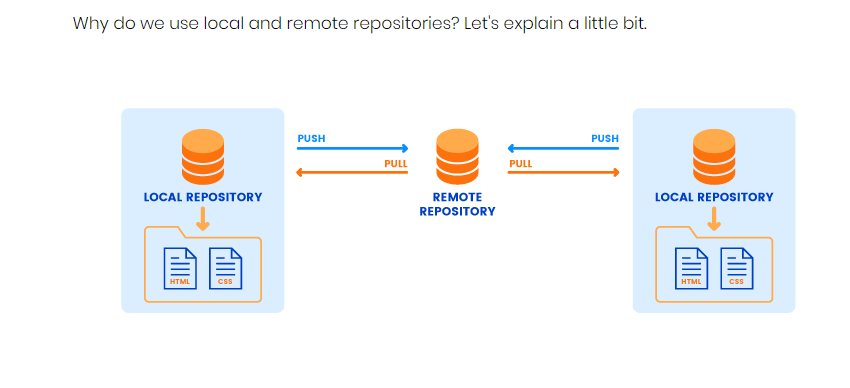 Why do we use local and remote repositories? Let's explain a little bit.
PUSH
PULL
PUSH
PULL
LOCAL REPOSITORY
REMOTE
REPOSITORY
LOCAL REPOSITORY
HTML
CSS
HTML
CSS